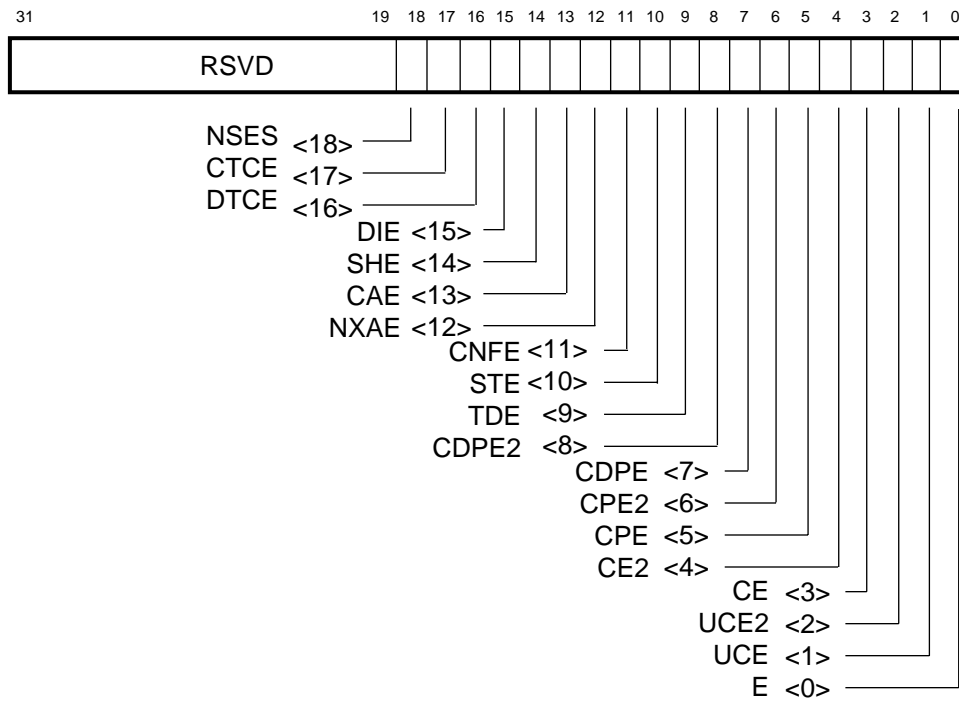 31 19 18 17 16 15 14 13 12 11 10 9 8 7 6 5 4 3 2 1 0
RSVD
NSES <18>
CTCE <17>
DTCE <16>
DIE <15>
SHE <14>
CAE <13>
NXAE <12>
CNFE <11>
STE <10>
TDE <9>
CDPE2 <8>
CDPE <7>
CPE2 <6>
CPE <5>
CE2 <4>
CE <3>
UCE2 <2>
UCE <1>
E <0>